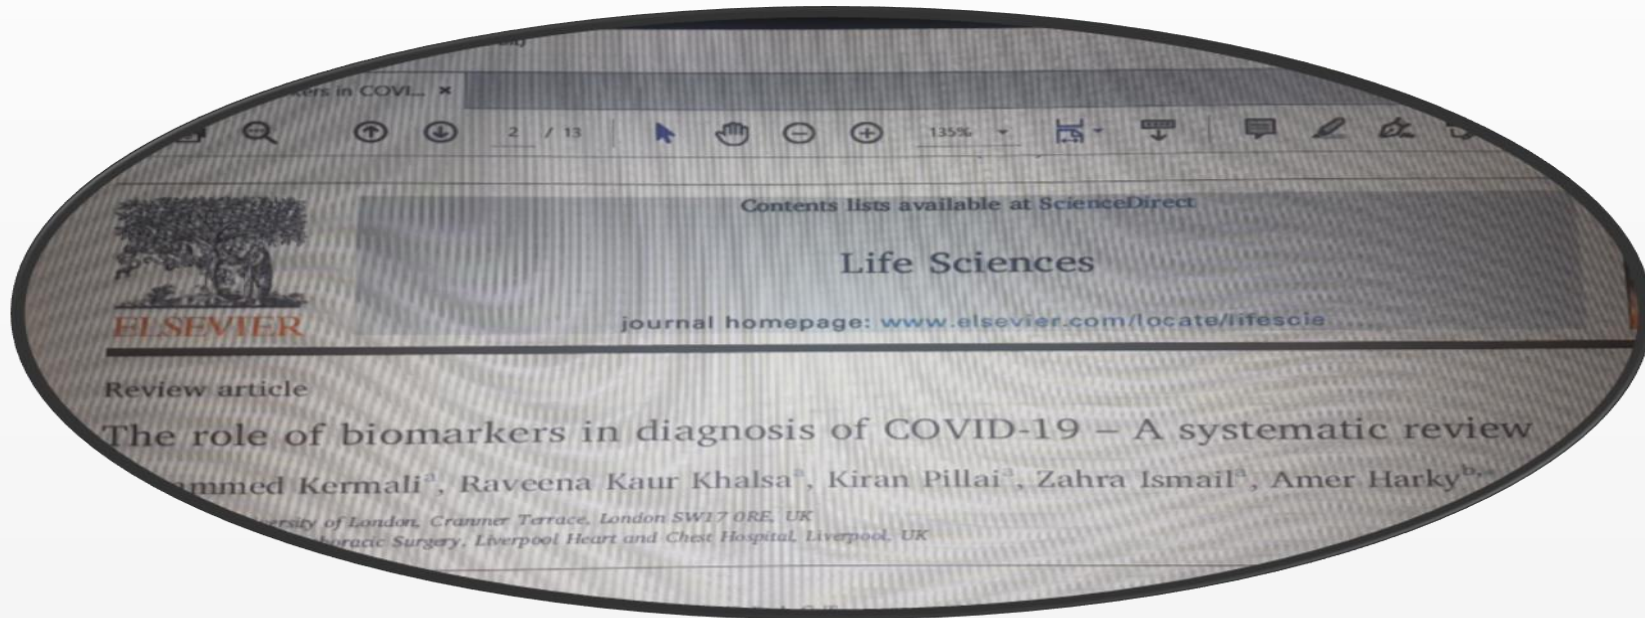 ers in COVI... ×
2 / 13
135%
Contents lists available at ScienceDirect
Life Sciences
journal homepage: www.elsevier.com/locate/lifescie
ELSEVIER
Review article
The role of biomarkers in diagnosis of COVID-19 – A systematic review
ammed Kermali a, Raveena Kaur Khalsa a, Kiran Pillai a, Zahra Ismail a, Amer Harky b,*
ersity of London, Cranmer Terrace, London SW17 0RE, UK
horacic Surgery, Liverpool Heart and Chest Hospital, Liverpool, UK